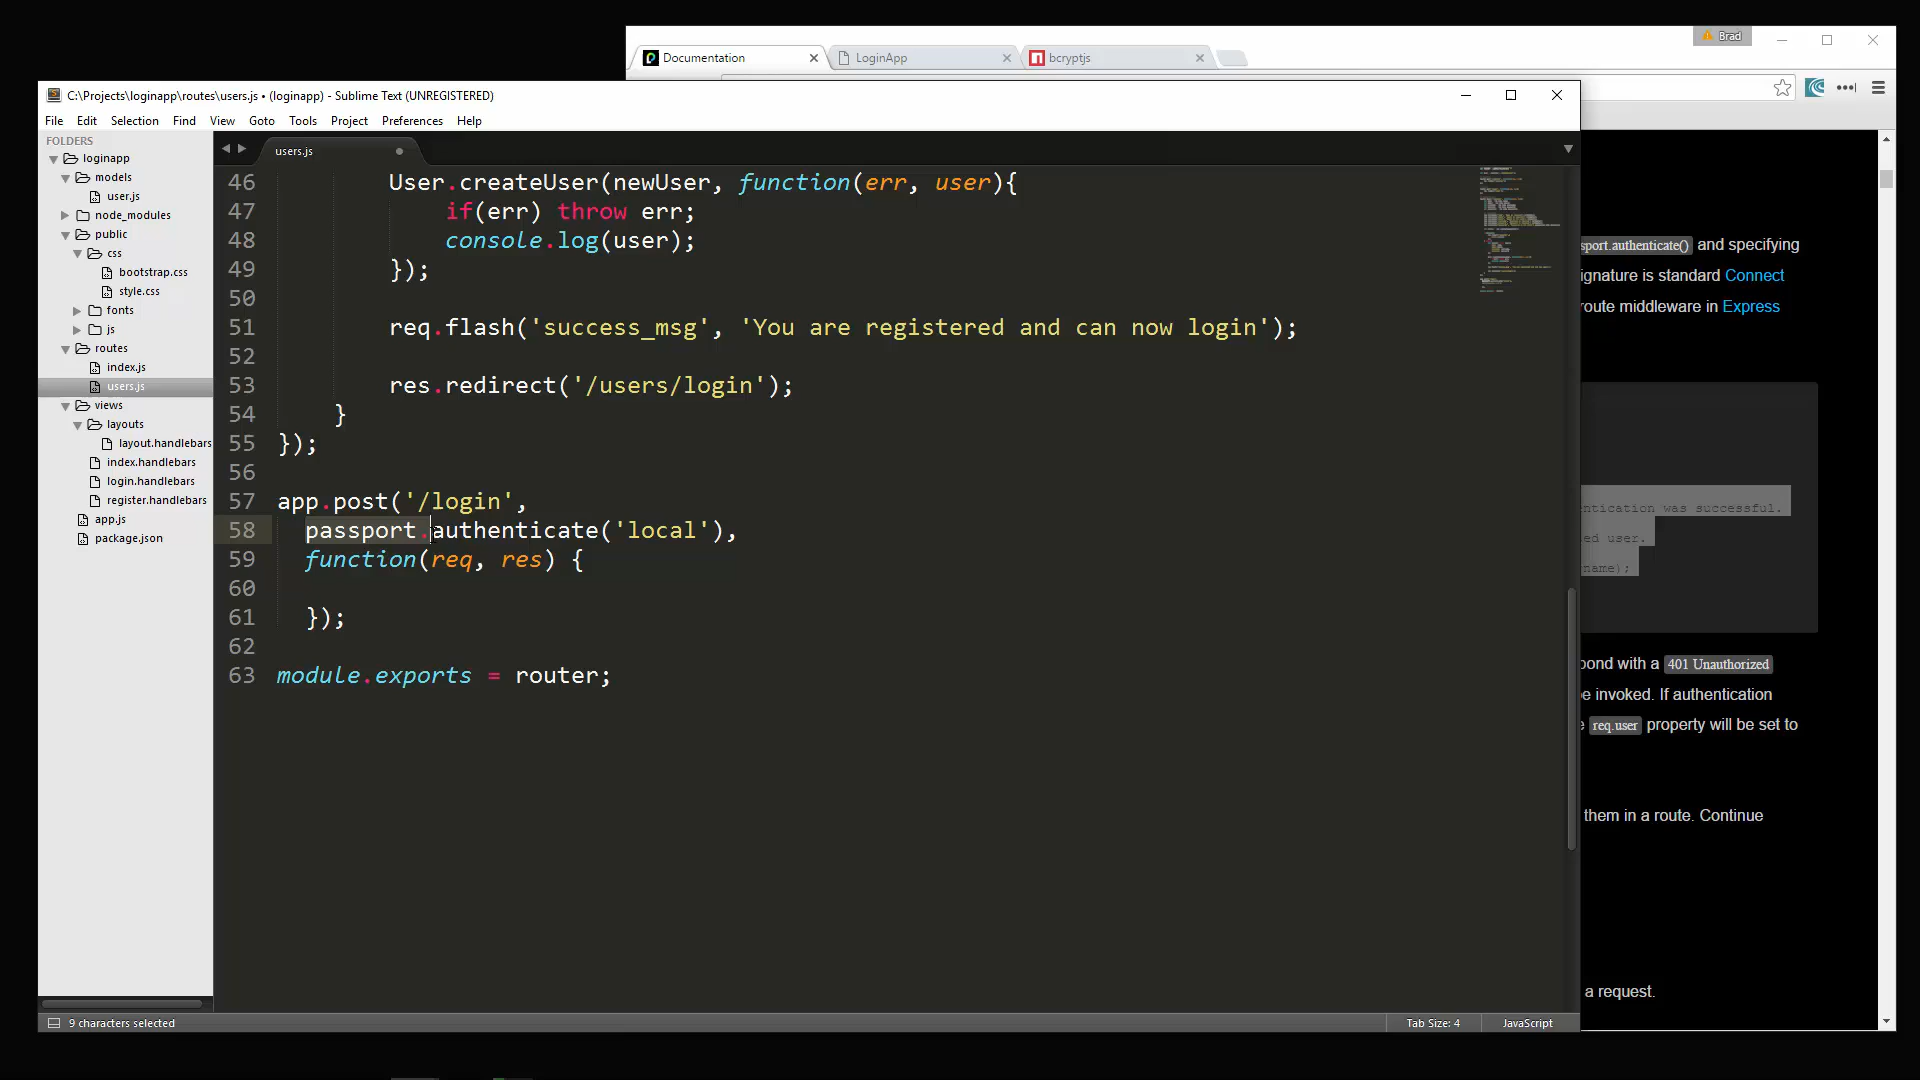 Brad
Documentation
LoginApp
bcryptjs
C:\Projects\loginapp\routes\users.js • (loginapp) - Sublime Text (UNREGISTERED)
File Edit Selection Find View Goto Tools Project Preferences Help
FOLDERS
loginapp
models
user.js
node_modules
public
css
bootstrap.css
style.css
fonts
js
routes
index.js
users.js
views
layouts
layout.handlebars
index.handlebars
login.handlebars
register.handlebars
app.js
package.json
users.js
46 User.createUser(newUser, function(err, user){
47 if(err) throw err;
48 console.log(user);
49 });
50
51 req.flash('success_msg', 'You are registered and can now login');
52
53 res.redirect('/users/login');
54 }
55 });
56
57 app.post('/login',
58 passport.authenticate('local'),
59 function(req, res) {
60
61 });
62
63 module.exports = router;
sport.authenticate() and specifying
ignature is standard Connect
route middleware in Express
ntication was successful.
ed user.
name);
pond with a 401 Unauthorized
e invoked. If authentication
e req.user property will be set to
them in a route. Continue
a request.
9 characters selected
Tab Size: 4
JavaScript